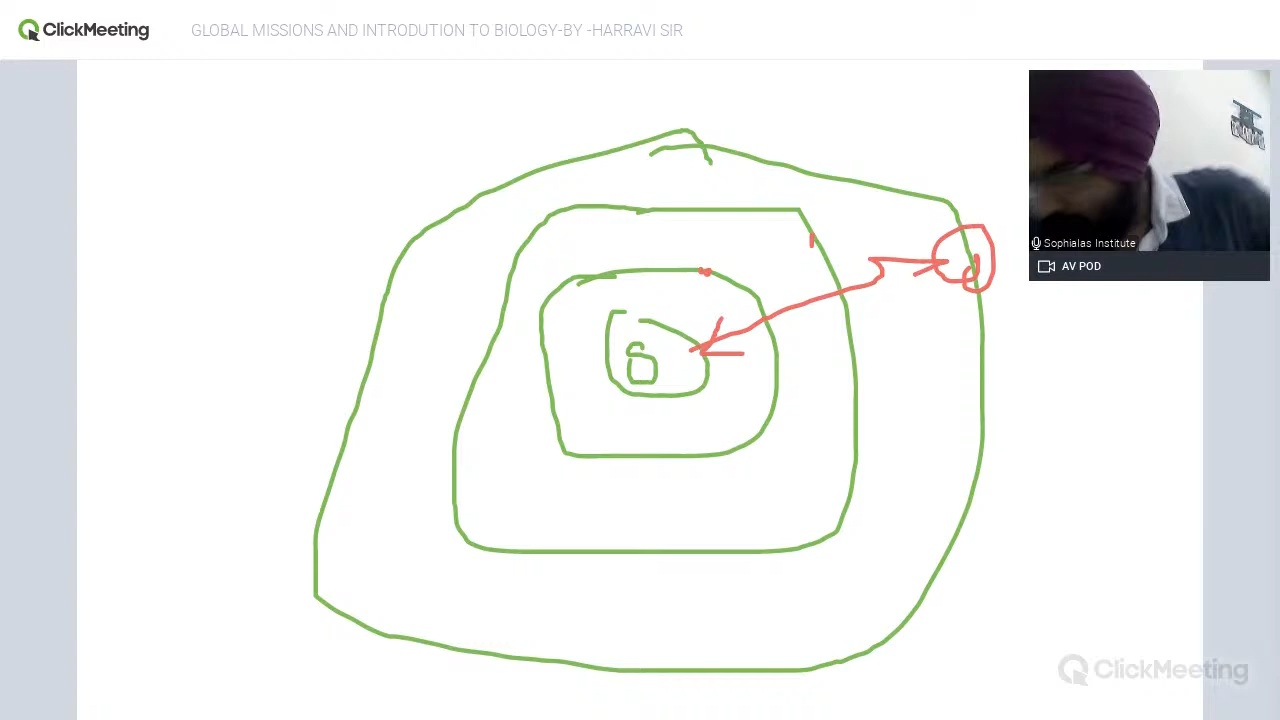 ClickMeeting
GLOBAL MISSIONS AND INTRODUTION TO BIOLOGY-BY -HARRAVI SIR
Sophialas Institute
AV POD
ClickMeeting